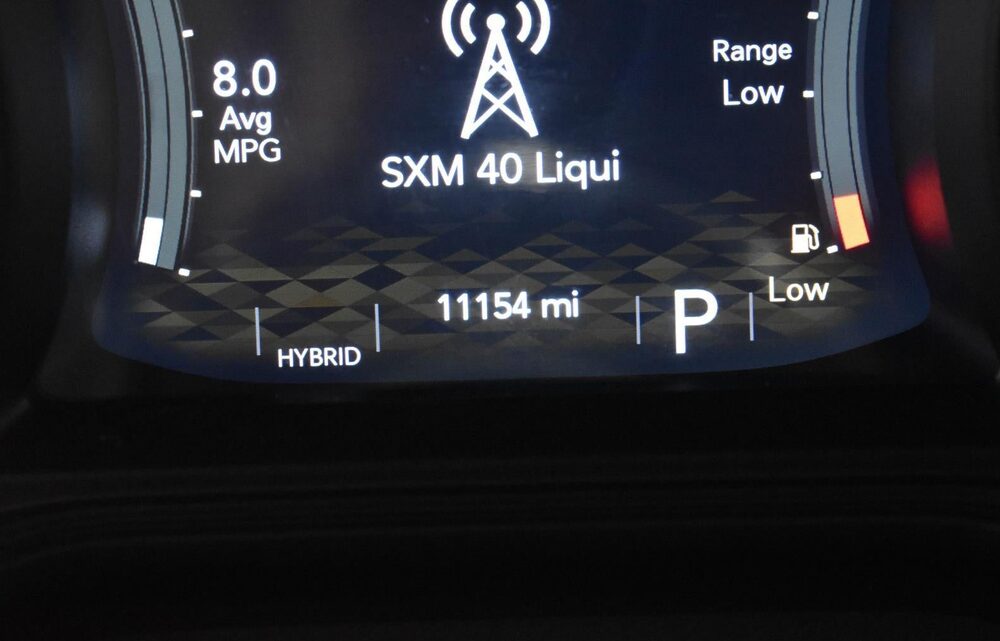 8.0
Avg
MPG
SXM 40 Liqui
Range
Low
HYBRID
11154 mi
P
Low